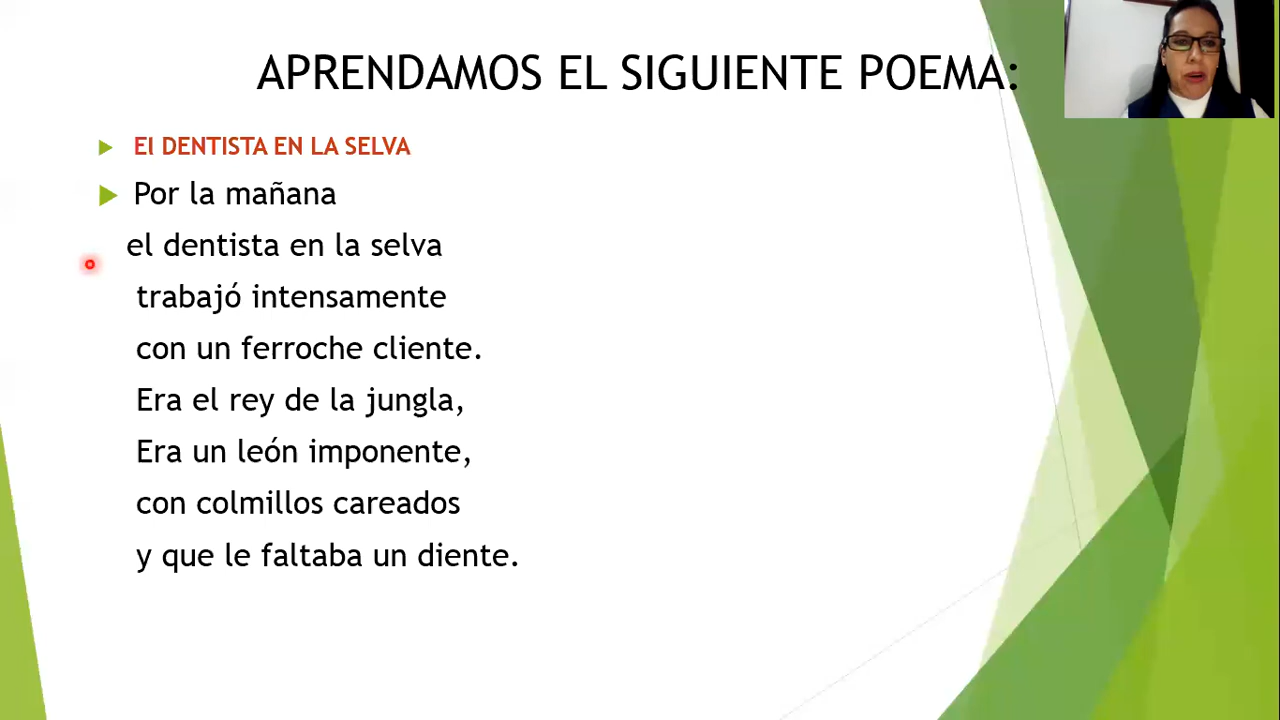 APRENDAMOS EL SIGUIENTE POEMA:
El DENTISTA EN LA SELVA
Por la mañana
el dentista en la selva
trabajó intensamente
con un ferroche cliente.
Era el rey de la jungla,
Era un león imponente,
con colmillos careados
y que le faltaba un diente.